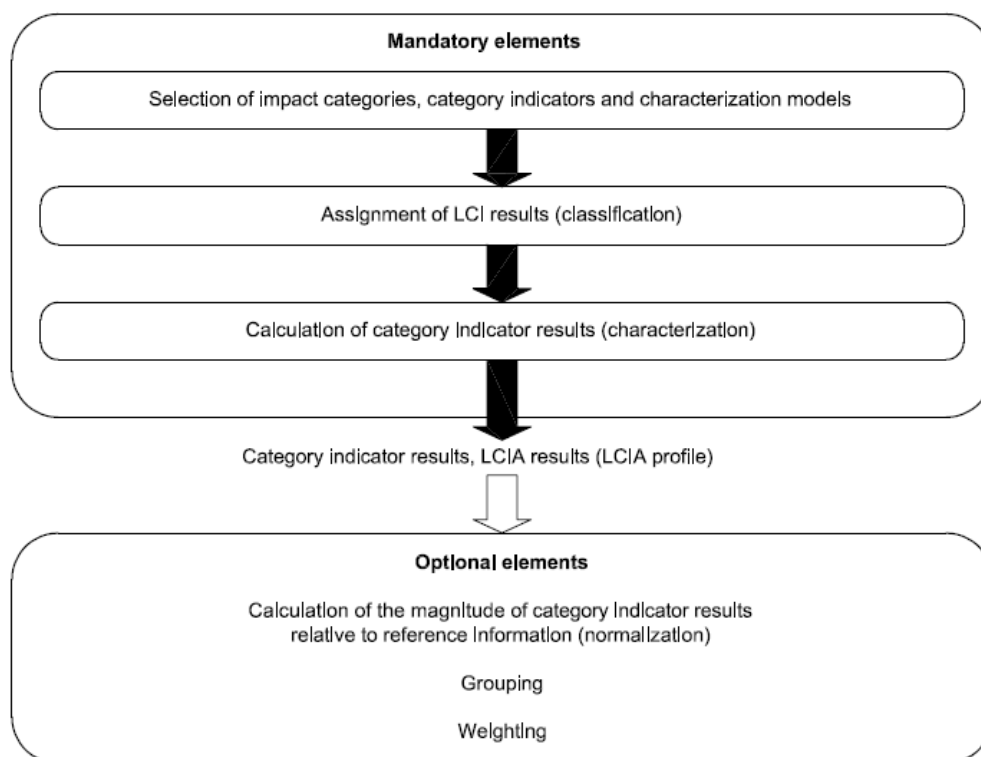 Mandatory elements
Selection of impact categories, category indicators and characterization models
Assignment of LCI results (classification)
Calculation of category indicator results (characterization)
Category indicator results, LCIA results (LCIA profile)
Optional elements
Calculation of the magnitude of category indicator results
relative to reference information (normalization)
Grouping
Weighting